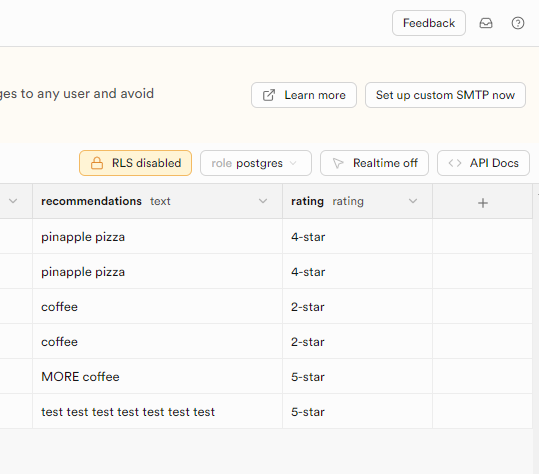 Feedback
ges to any user and avoid
Learn more
Set up custom SMTP now
RLS disabled
role postgres
Realtime off
API Docs
recommendations text
rating rating
pinapple pizza
4-star
pinapple pizza
4-star
coffee
2-star
coffee
2-star
MORE coffee
5-star
test test test test test test test
5-star